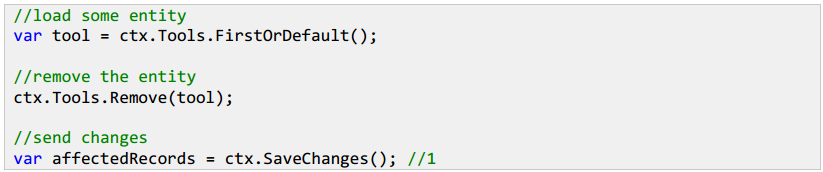 //load some entity
var tool = ctx.Tools.FirstOrDefault();
//remove the entity
ctx.Tools.Remove(tool);
//send changes
var affectedRecords = ctx.SaveChanges(); //1